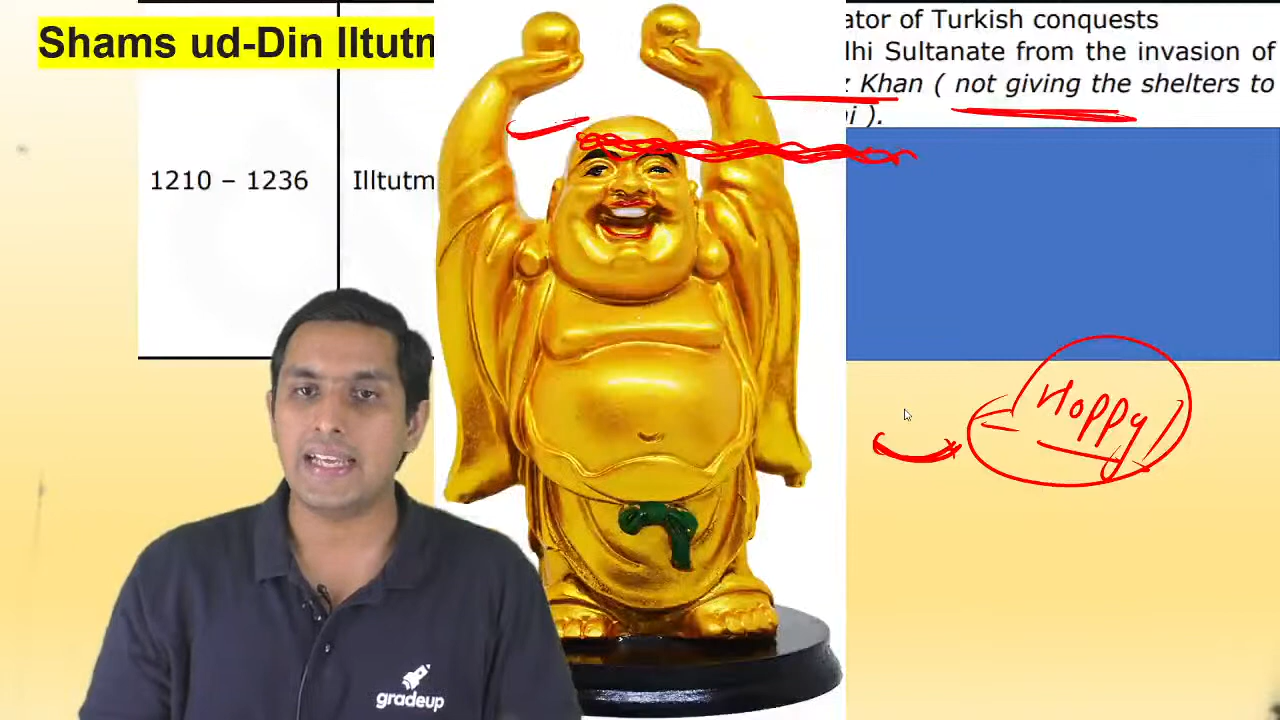 Shams ud-Din Iltutm
ator of Turkish conquests
lhi Sultanate from the invasion of
z Khan ( not giving the shelters to
ni ).
1210 – 1236
Illtutm
Happy
gradeup